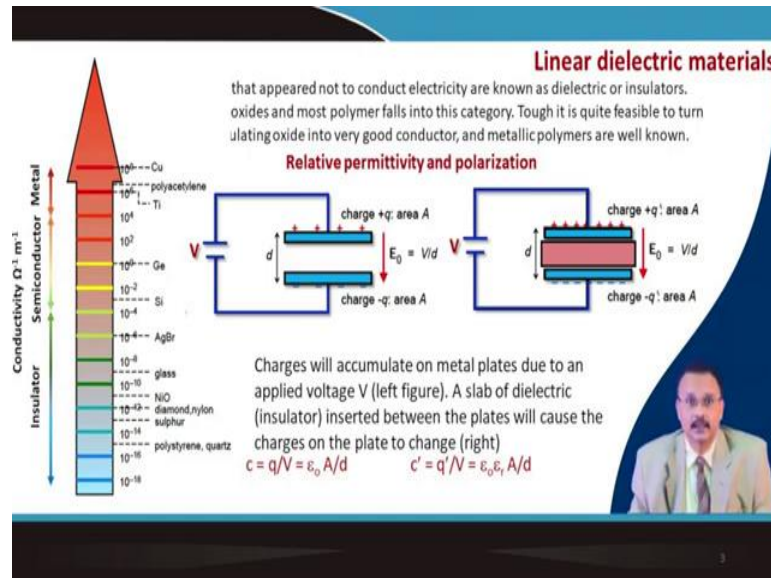 Linear dielectric materials
that appeared not to conduct electricity are known as dielectric or insulators.
oxides and most polymer falls into this category. Tough it is quite feasible to turn
ulating oxide into very good conductor, and metallic polymers are well known.
Relative permittivity and polarization
Conductivity Ω⁻¹ m⁻¹
Metal
Semiconductor
Insulator
Cu
polyacetylene
10⁶
Ti
10⁴
10²
10⁰
Ge
10⁻²
Si
10⁻⁴
AgBr
10⁻⁸
glass
10⁻¹⁰
NiO
10⁻¹²
diamond,nylon
sulphur
10⁻¹⁴
polystyrene, quartz
10⁻¹⁶
10⁻¹⁸
V
d
+ + + +
charge +q: area A
E₀ = V/d
charge -q: area A
V
d
charge +q': area A
E₀ = V/d
charge -q': area A
Charges will accumulate on metal plates due to an
applied voltage V (left figure). A slab of dielectric
(insulator) inserted between the plates will cause the
charges on the plate to change (right)
c = q/V = ε₀ A/d
c' = q'/V = ε₀εᵣ A/d
3